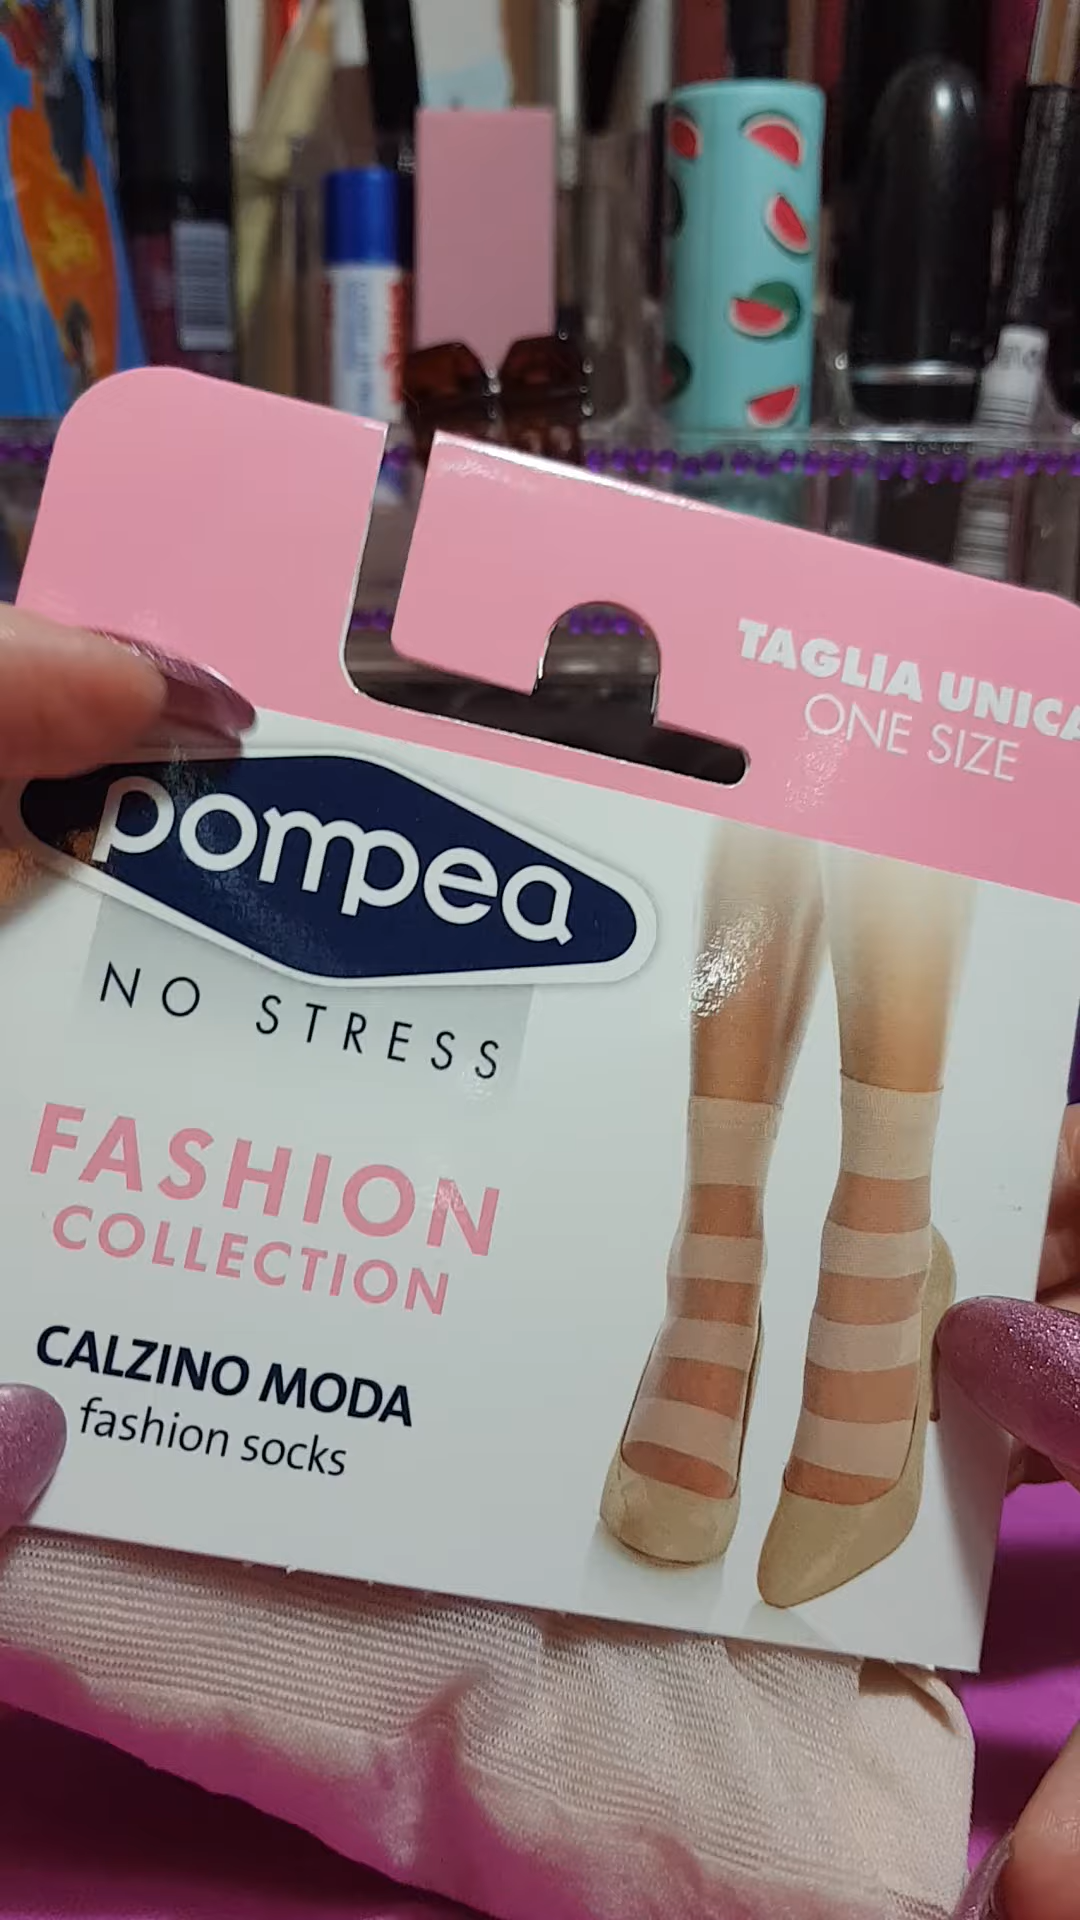 TAGLIA UNICA
ONE SIZE
pompea
NO STRESS
FASHION
COLLECTION
CALZINO MODA
fashion socks